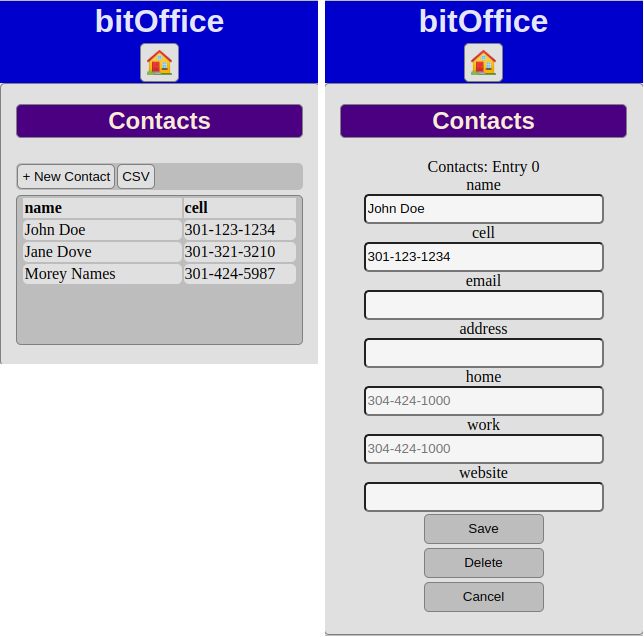 bitOffice
Contacts
+ New Contact CSV
name cell
John Doe 301-123-1234
Jane Dove 301-321-3210
Morey Names 301-424-5987
bitOffice
Contacts
Contacts: Entry 0
name
John Doe
cell
301-123-1234
email
address
home
304-424-1000
work
304-424-1000
website
Save
Delete
Cancel